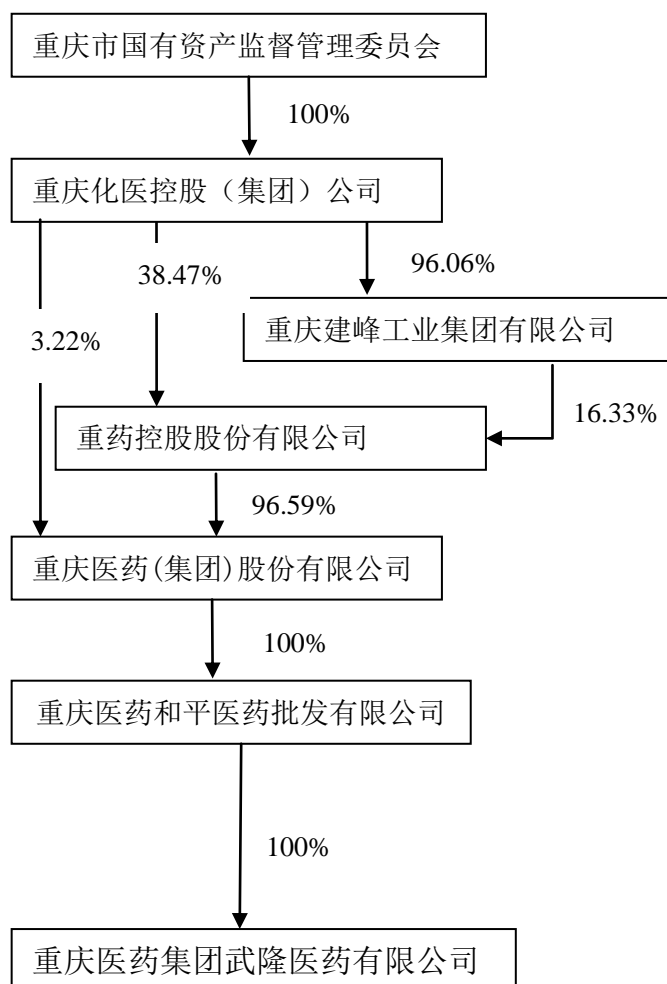 重庆市国有资产监督管理委员会
100%
重庆化医控股（集团）公司
38.47%
96.06%
3.22%
重庆建峰工业集团有限公司
16.33%
重药控股股份有限公司
96.59%
重庆医药(集团)股份有限公司
100%
重庆医药和平医药批发有限公司
100%
重庆医药集团武隆医药有限公司